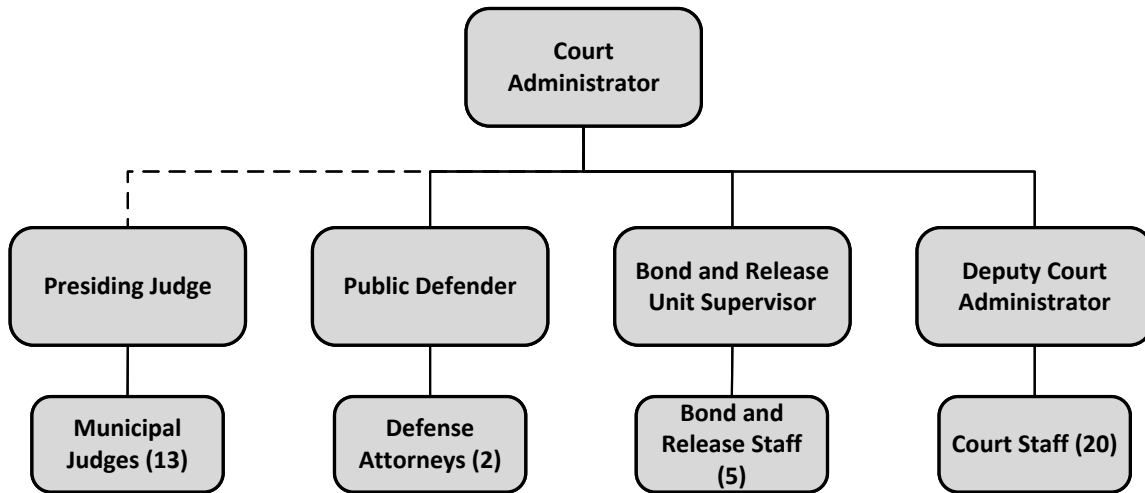 Court
Administrator
Presiding Judge
Public Defender
Bond and Release
Unit Supervisor
Deputy Court
Administrator
Municipal
Judges (13)
Defense
Attorneys (2)
Bond and
Release Staff
(5)
Court Staff (20)